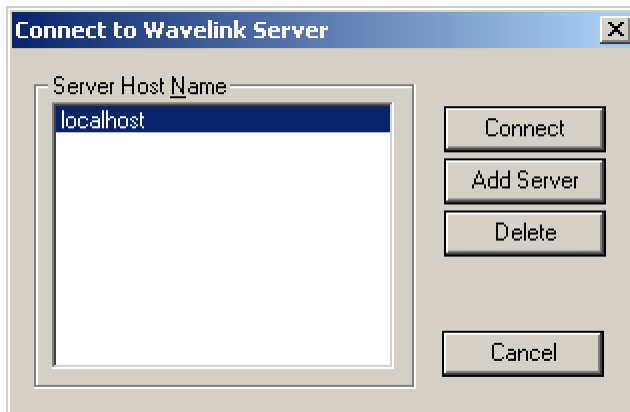 Connect to Wavelink Server
Server Host Name
localhost
Connect
Add Server
Delete
Cancel